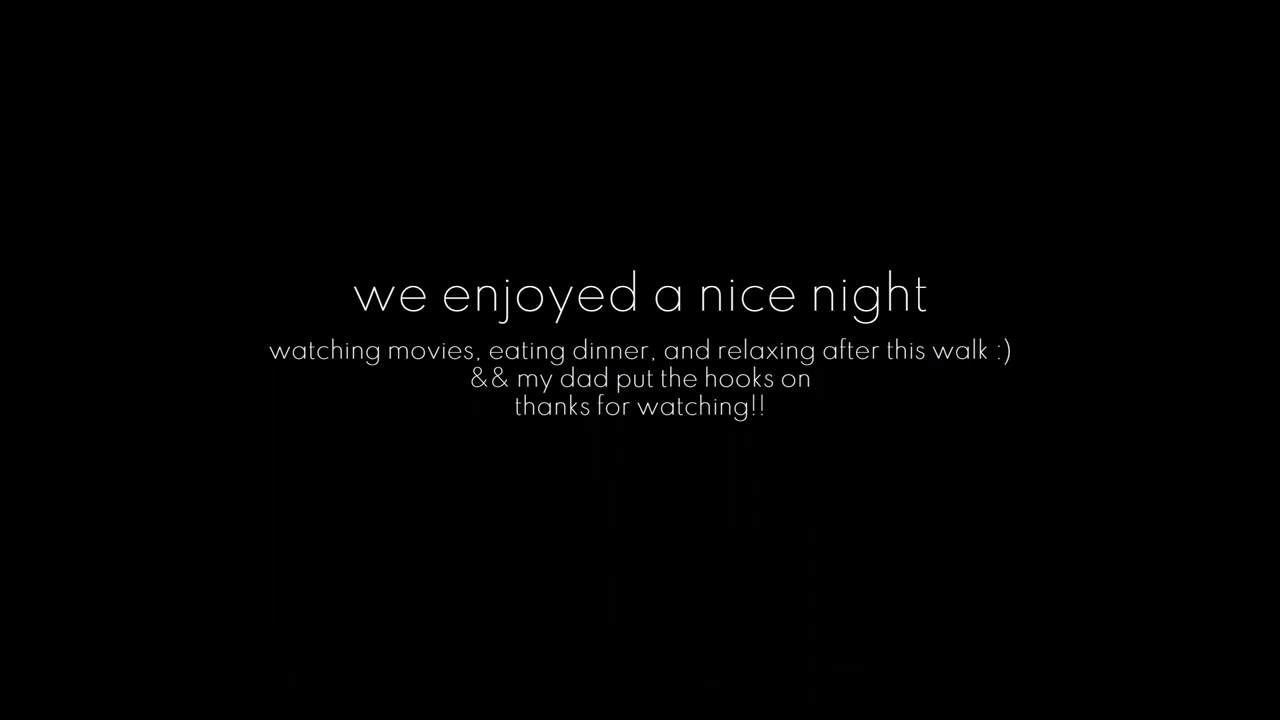 we enjoyed a nice night
watching movies, eating dinner, and relaxing after this walk :)
&& my dad put the hooks on
thanks for watching!!